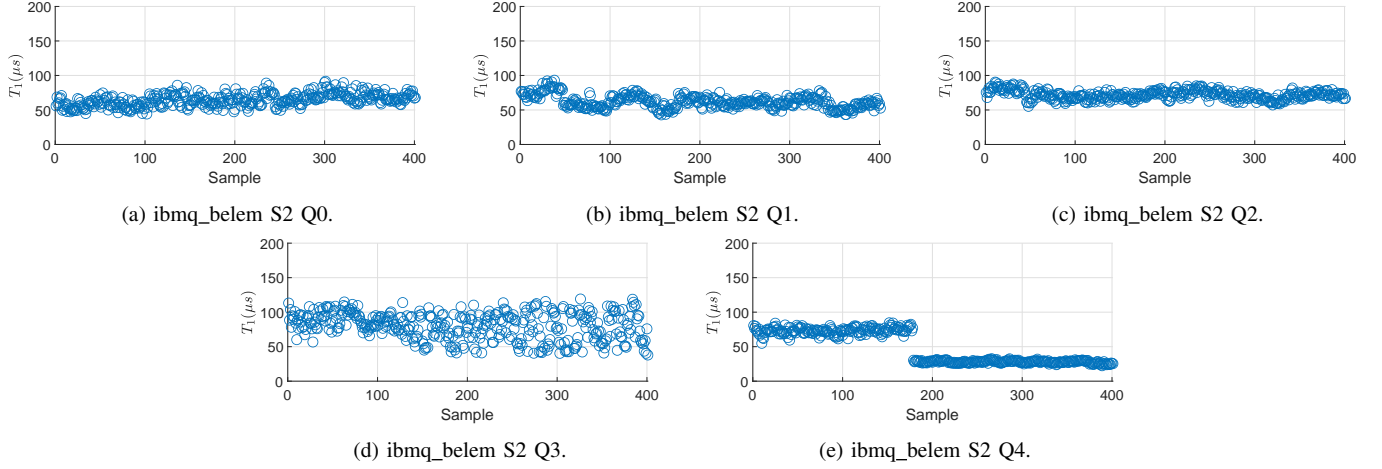 200
150
100
50
0
T₁(μs)
0 100 200 300 400
Sample
(a) ibmq_belem S2 Q0.
200
150
100
50
0
T₁(μs)
0 100 200 300 400
Sample
(b) ibmq_belem S2 Q1.
200
150
100
50
0
T₁(μs)
0 100 200 300 400
Sample
(c) ibmq_belem S2 Q2.
200
150
100
50
0
T₁(μs)
0 100 200 300 400
Sample
(d) ibmq_belem S2 Q3.
200
150
100
50
0
T₁(μs)
0 100 200 300 400
Sample
(e) ibmq_belem S2 Q4.